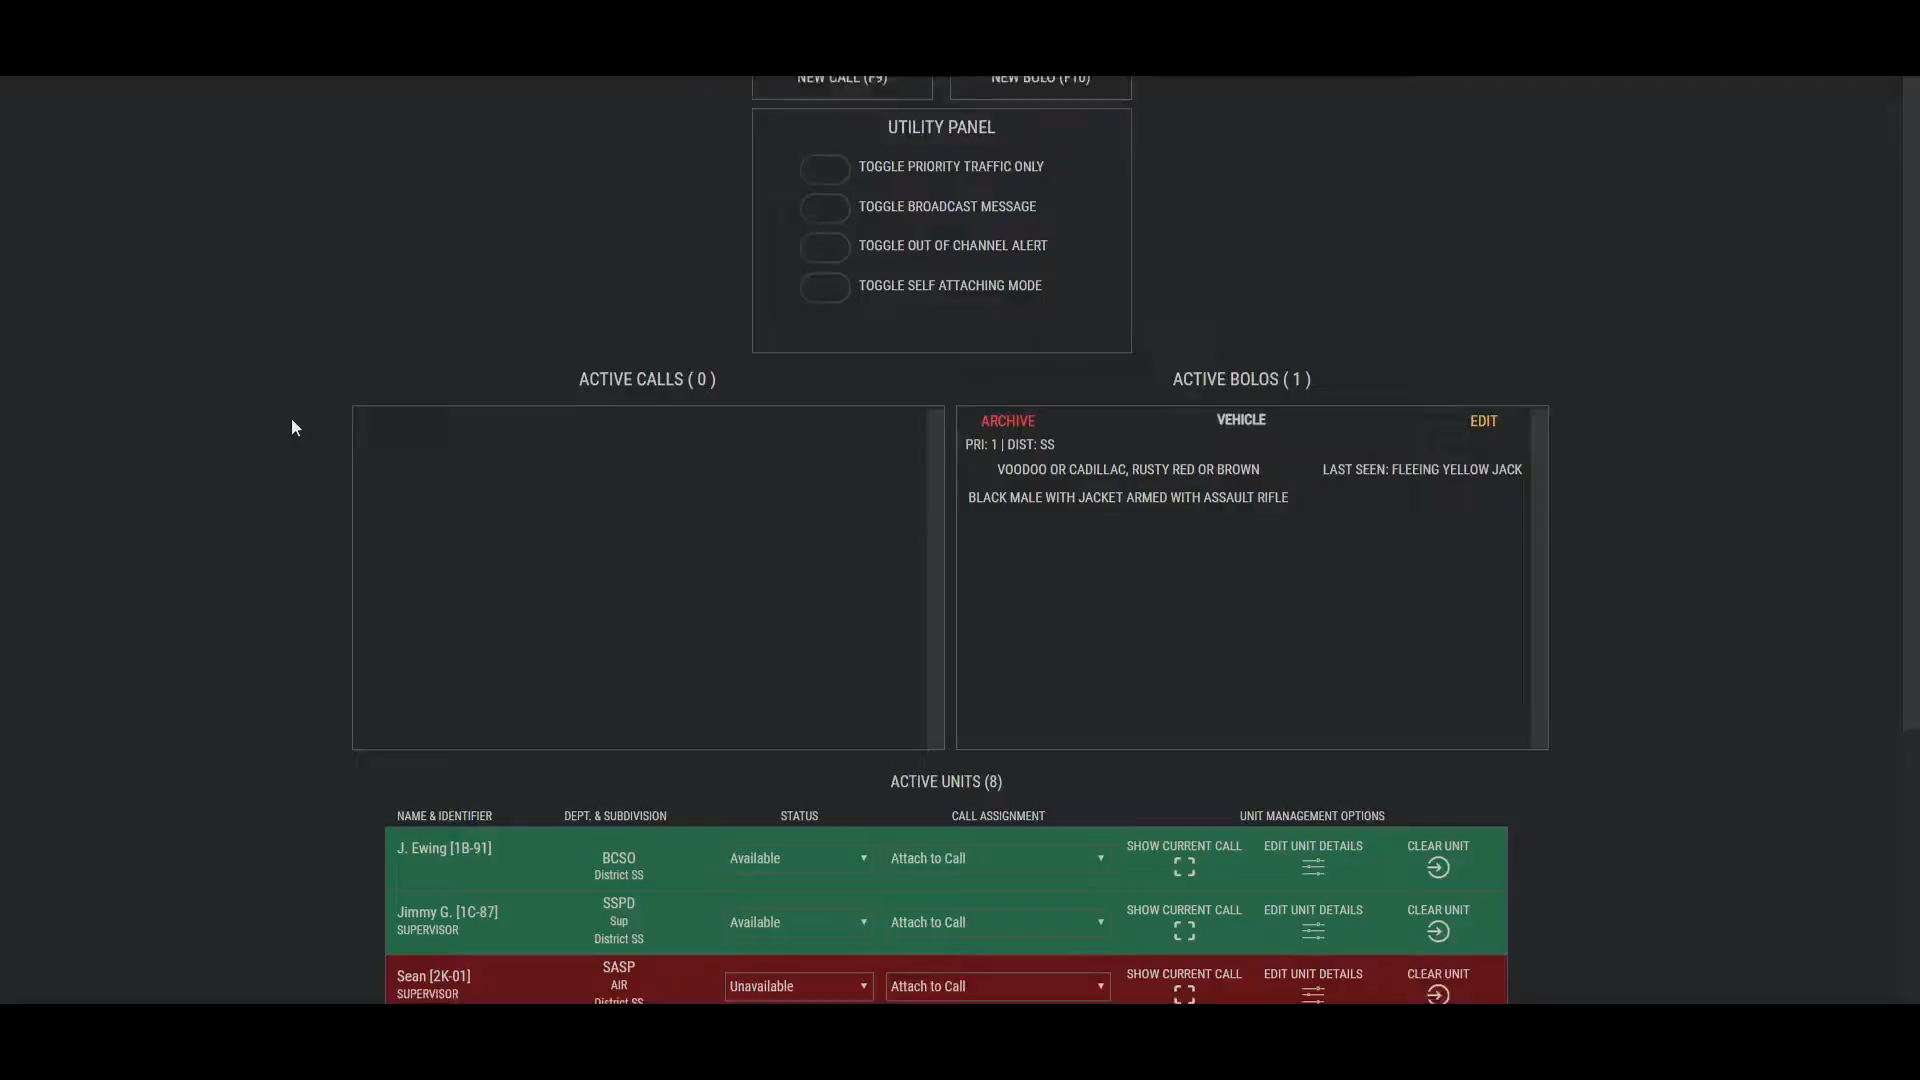 NEW CALL (F9) NEW BOLO (F10)
UTILITY PANEL
TOGGLE PRIORITY TRAFFIC ONLY
TOGGLE BROADCAST MESSAGE
TOGGLE OUT OF CHANNEL ALERT
TOGGLE SELF ATTACHING MODE
ACTIVE CALLS ( 0 )
ACTIVE BOLOS ( 1 )
ARCHIVE VEHICLE EDIT
PRI: 1 | DIST: SS
VOODOO OR CADILLAC, RUSTY RED OR BROWN LAST SEEN: FLEEING YELLOW JACK
BLACK MALE WITH JACKET ARMED WITH ASSAULT RIFLE
ACTIVE UNITS (8)
NAME & IDENTIFIER DEPT. & SUBDIVISION STATUS CALL ASSIGNMENT UNIT MANAGEMENT OPTIONS
J. Ewing [1B-91] SHOW CURRENT CALL EDIT UNIT DETAILS CLEAR UNIT
BCSO Available Attach to Call
District SS
SSPD SHOW CURRENT CALL EDIT UNIT DETAILS CLEAR UNIT
Jimmy G. [1C-87] Sup Available Attach to Call
SUPERVISOR District SS
SASP SHOW CURRENT CALL EDIT UNIT DETAILS CLEAR UNIT
Sean [2K-01] AIR Unavailable Attach to Call
SUPERVISOR District SS